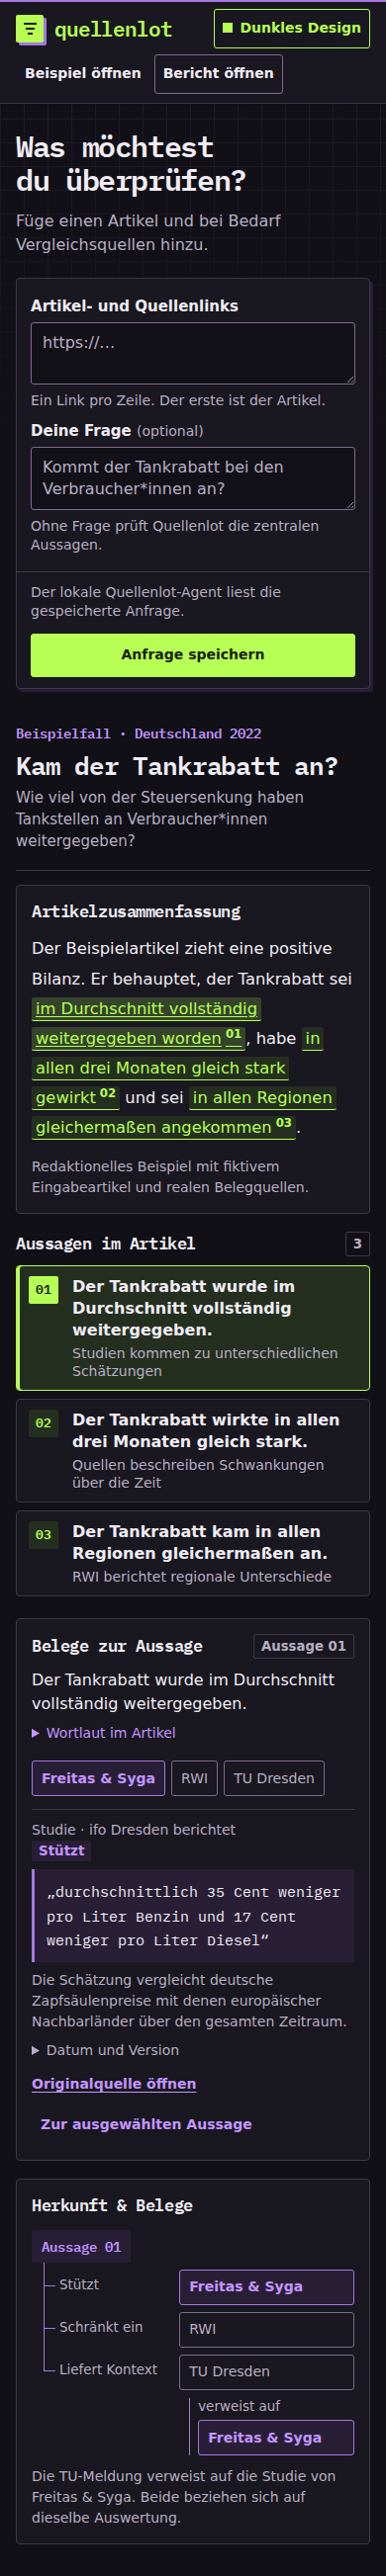 quellenlot
Dunkles Design
Beispiel öffnen
Bericht öffnen
Was möchtest
du überprüfen?
Füge einen Artikel und bei Bedarf
Vergleichsquellen hinzu.
Artikel- und Quellenlinks
https://…
Ein Link pro Zeile. Der erste ist der Artikel.
Deine Frage (optional)
Kommt der Tankrabatt bei den
Verbraucher*innen an?
Ohne Frage prüft Quellenlot die zentralen
Aussagen.
Der lokale Quellenlot-Agent liest die
gespeicherte Anfrage.
Anfrage speichern
Beispielfall · Deutschland 2022
Kam der Tankrabatt an?
Wie viel von der Steuersenkung haben
Tankstellen an Verbraucher*innen
weitergegeben?
Artikelzusammenfassung
Der Beispielartikel zieht eine positive
Bilanz. Er behauptet, der Tankrabatt sei
im Durchschnitt vollständig
weitergegeben worden 01, habe in
allen drei Monaten gleich stark
gewirkt 02 und sei in allen Regionen
gleichermaßen angekommen 03.
Redaktionelles Beispiel mit fiktivem
Eingabeartikel und realen Belegquellen.
Aussagen im Artikel 3
01 Der Tankrabatt wurde im
Durchschnitt vollständig
weitergegeben.
Studien kommen zu unterschiedlichen
Schätzungen
02 Der Tankrabatt wirkte in allen
drei Monaten gleich stark.
Quellen beschreiben Schwankungen
über die Zeit
03 Der Tankrabatt kam in allen
Regionen gleichermaßen an.
RWI berichtet regionale Unterschiede
Belege zur Aussage Aussage 01
Der Tankrabatt wurde im Durchschnitt
vollständig weitergegeben.
Wortlaut im Artikel
Freitas & Syga RWI TU Dresden
Studie · ifo Dresden berichtet
Stützt
„durchschnittlich 35 Cent weniger
pro Liter Benzin und 17 Cent
weniger pro Liter Diesel“
Die Schätzung vergleicht deutsche
Zapfsäulenpreise mit denen europäischer
Nachbarländer über den gesamten Zeitraum.
Datum und Version
Originalquelle öffnen
Zur ausgewählten Aussage
Herkunft & Belege
Aussage 01
Stützt Freitas & Syga
Schränkt ein RWI
Liefert Kontext TU Dresden
verweist auf
Freitas & Syga
Die TU-Meldung verweist auf die Studie von
Freitas & Syga. Beide beziehen sich auf
dieselbe Auswertung.